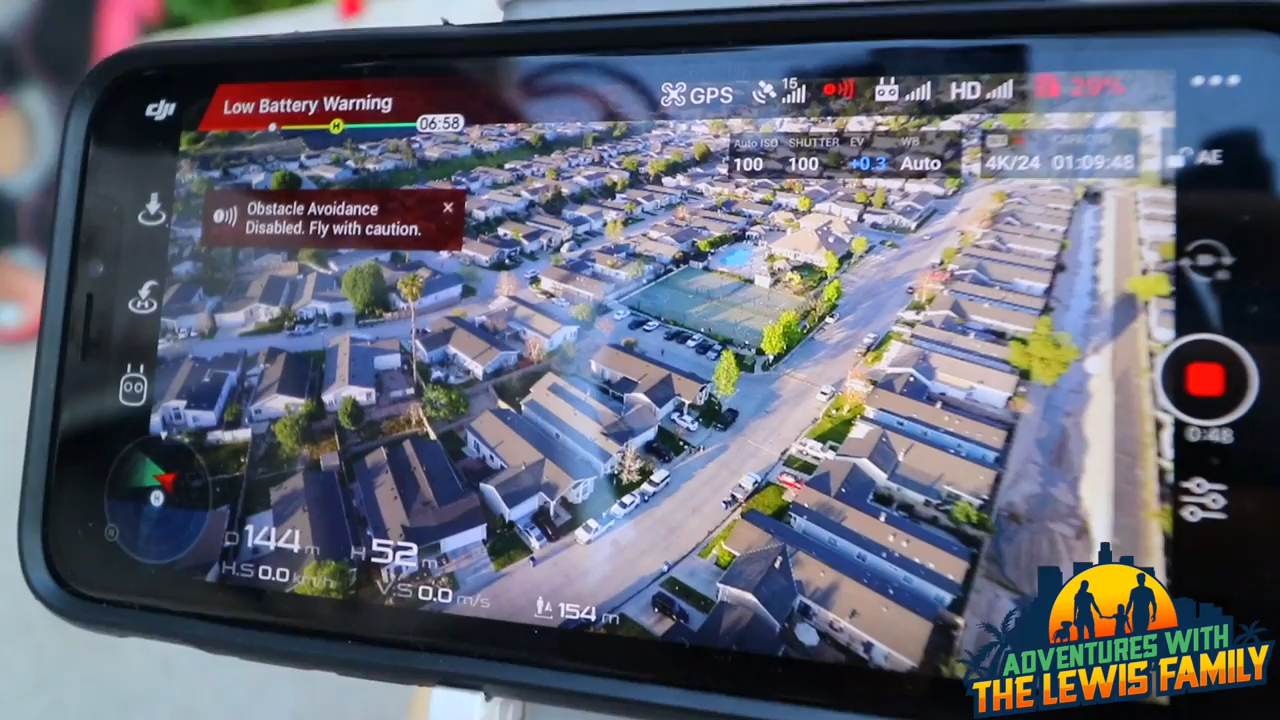 dji
Low Battery Warning
06:58
GPS
15
HD
20%
Auto ISO
100
SHUTTER
100
EV
+0.3
WB
Auto
4K/24
01:09:48
AE
Obstacle Avoidance
Disabled. Fly with caution.
H
0:48
H
H
D 144 m
H 52 m
H.S 0.0 km/h
V.S 0.0 m/s
154 m
ADVENTURES WITH
THE LEWIS FAMILY